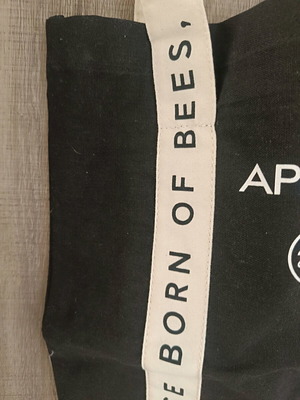 BORN OF BEES,
AP